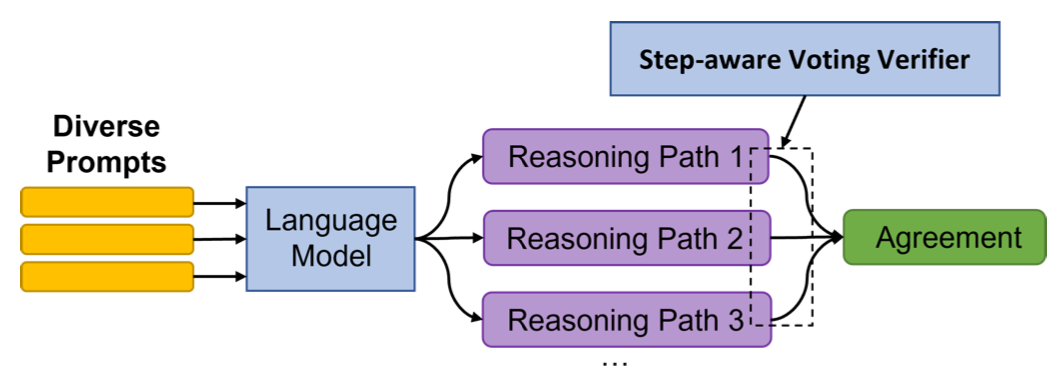 Step-aware Voting Verifier
Diverse
Prompts
Reasoning Path 1
Language
Model
Reasoning Path 2
Agreement
Reasoning Path 3
...